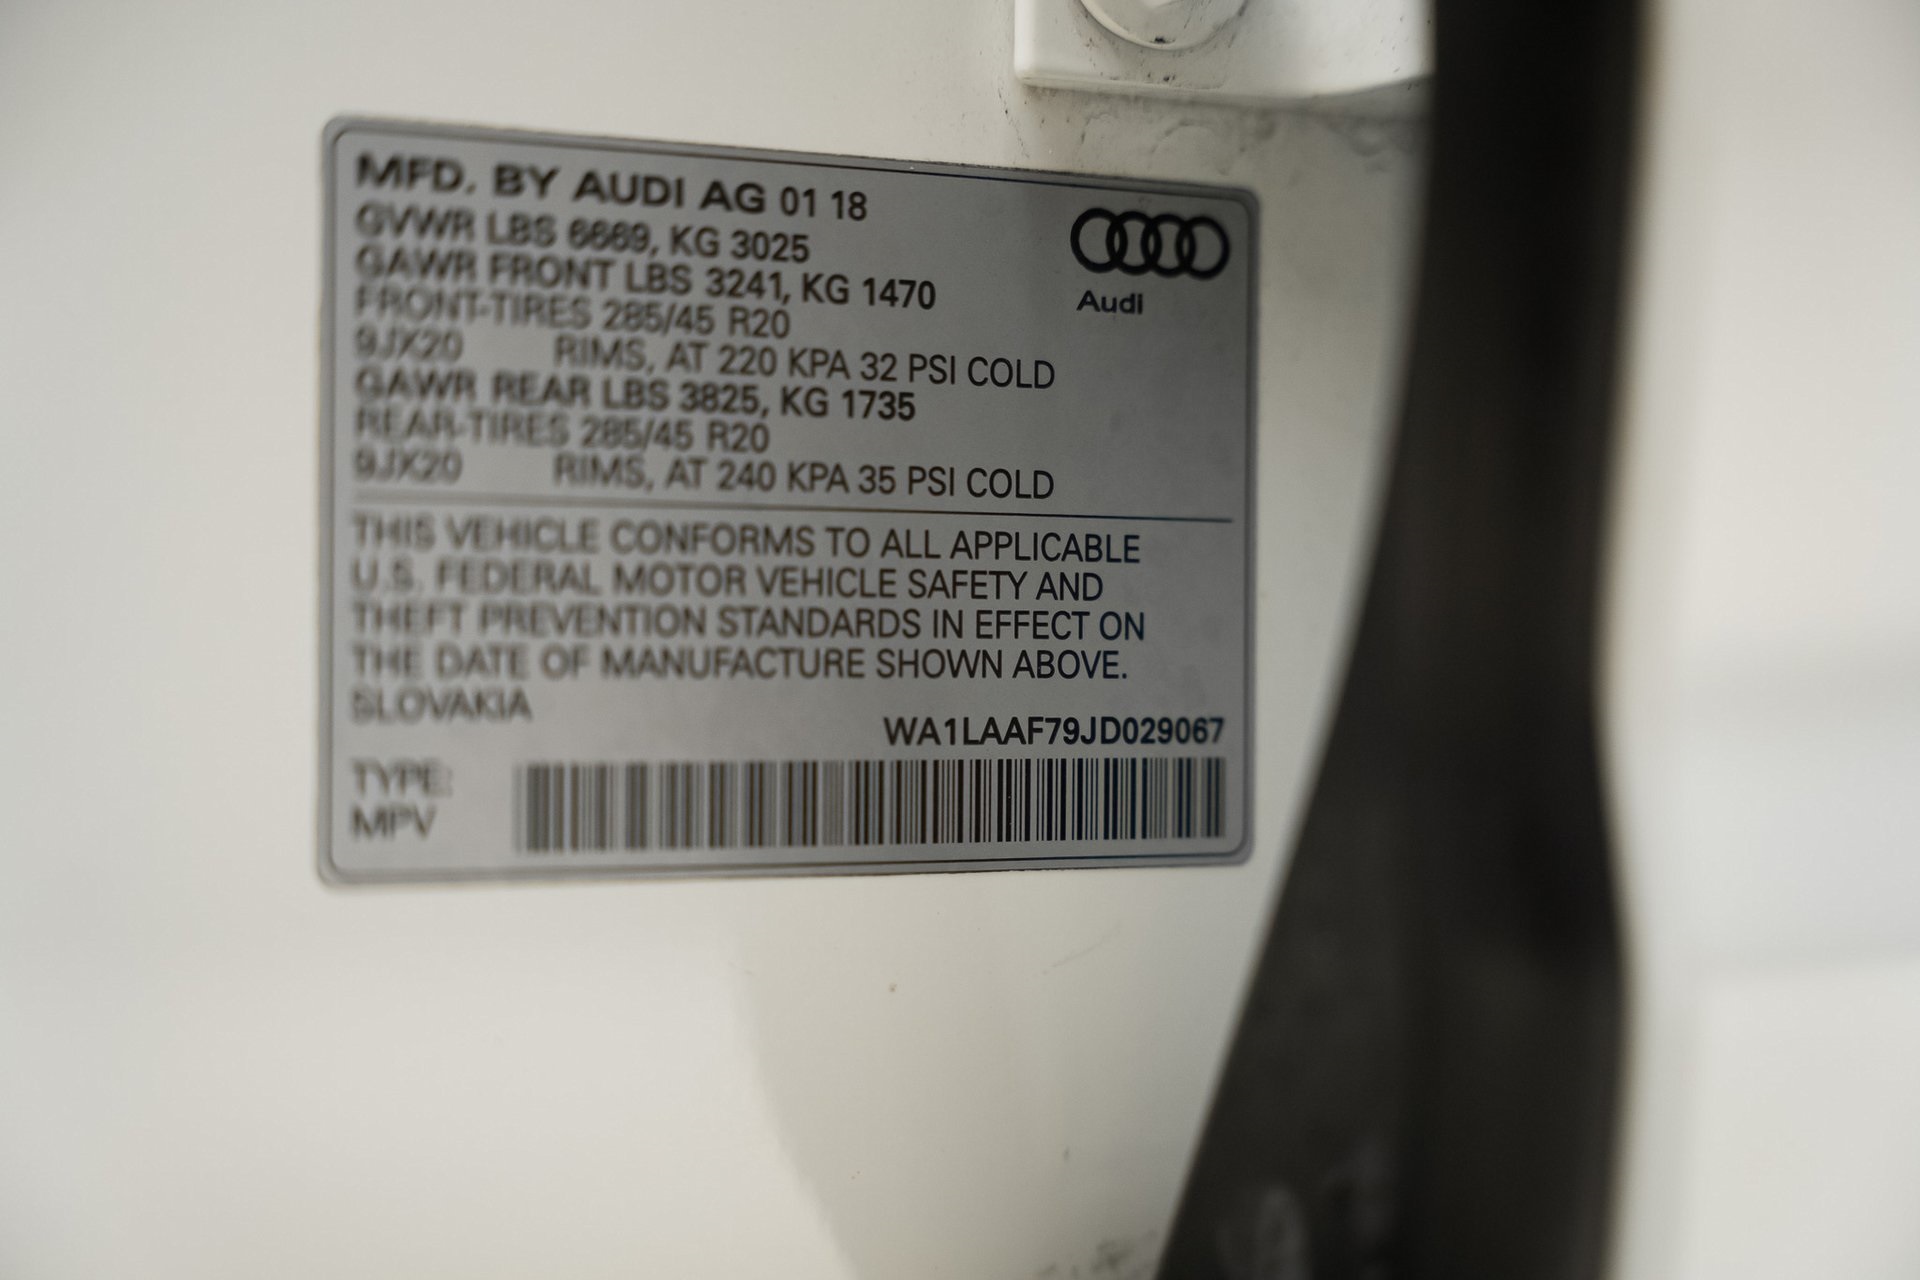 MFD. BY AUDI AG 01 18
GVWR LBS 6669, KG 3025
GAWR FRONT LBS 3241, KG 1470
FRONT-TIRES 285/45 R20
9JX20 RIMS, AT 220 KPA 32 PSI COLD
GAWR REAR LBS 3825, KG 1735
REAR-TIRES 285/45 R20
9JX20 RIMS, AT 240 KPA 35 PSI COLD
Audi
THIS VEHICLE CONFORMS TO ALL APPLICABLE
U.S. FEDERAL MOTOR VEHICLE SAFETY AND
THEFT PREVENTION STANDARDS IN EFFECT ON
THE DATE OF MANUFACTURE SHOWN ABOVE.
SLOVAKIA
WA1LAAF79JD029067
TYPE:
MPV